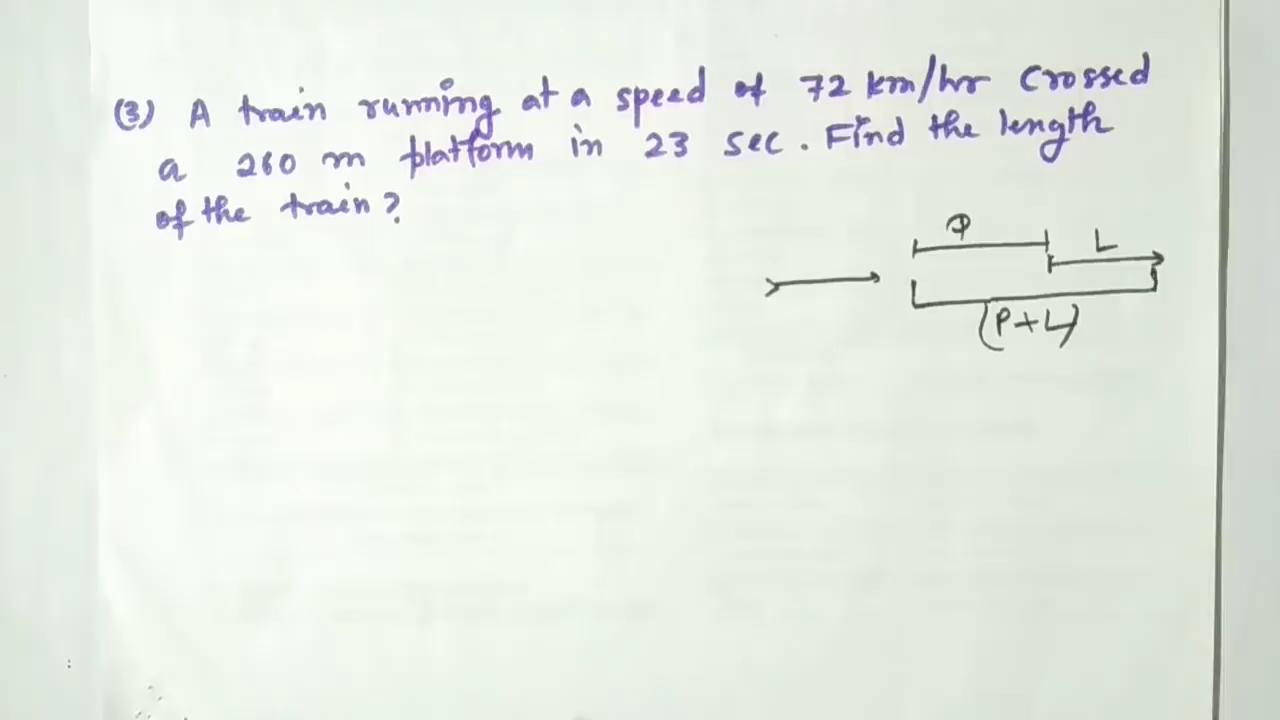 (3) A train running at a speed of 72 km/hr crossed
a 260 m platform in 23 sec. Find the length
of the train?
P
L
(P+L)